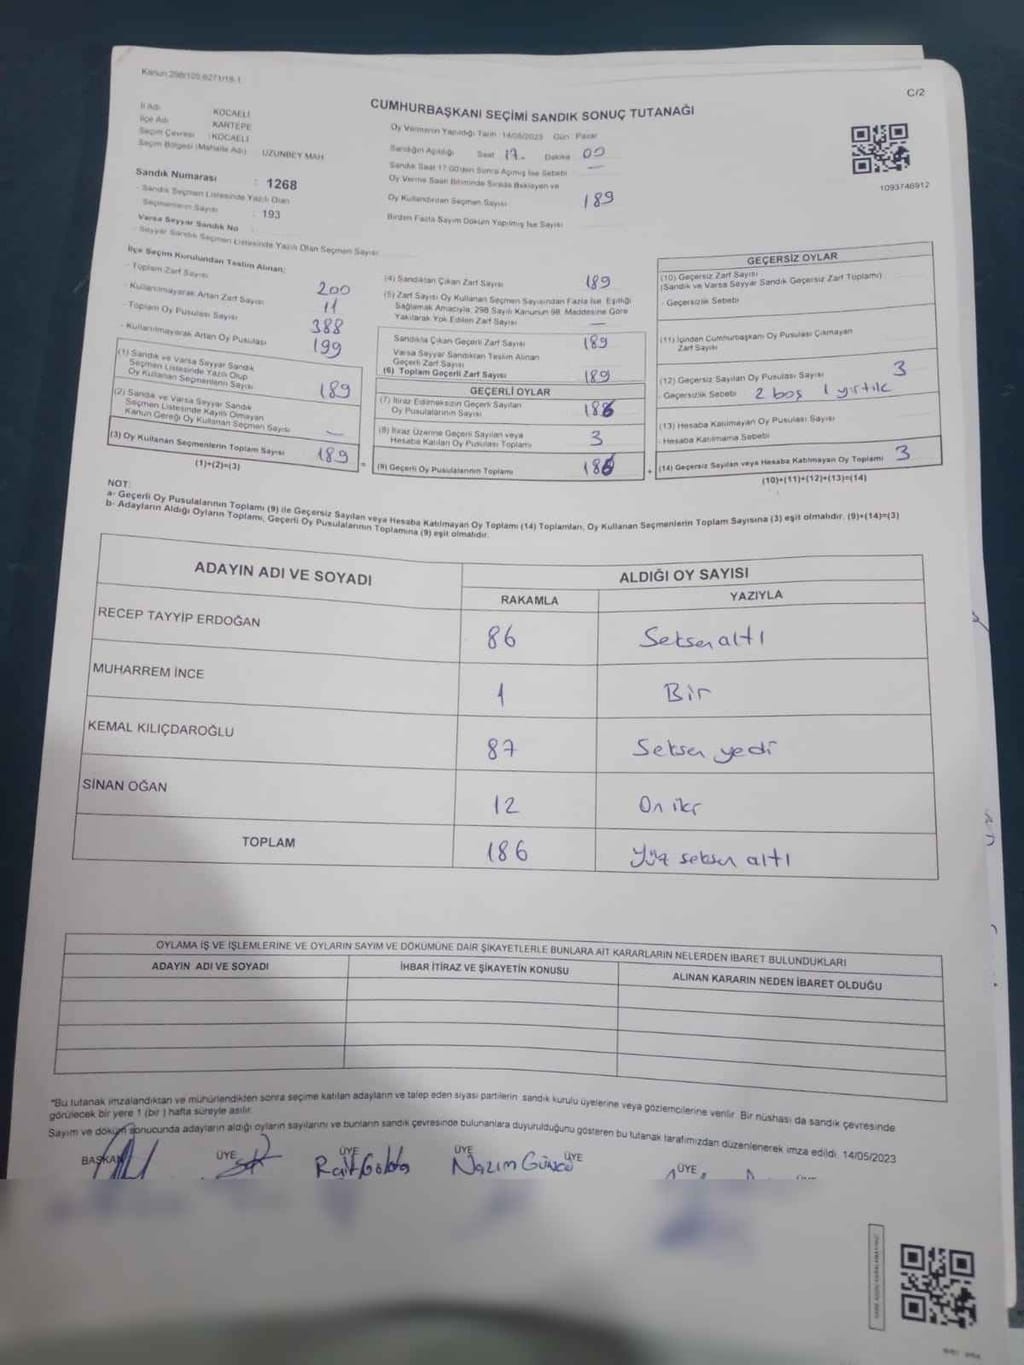 Kanun 298/105 6271/18-1
C/2
CUMHURBAŞKANI SEÇİMİ SANDIK SONUÇ TUTANAĞI
İl Adı : KOCAELİ
İlçe Adı : KARTEPE
Seçim Çevresi : KOCAELİ
Seçim Bölgesi (Mahalle Adı) : UZUNBEY MAH.
Sandık Numarası : 1268
- Sandık Seçmen Listesinde Yazılı Olan
Seçmenlerin Sayısı : 193
Varsa Seyyar Sandık No :
- Seyyar Sandık Seçmen Listesinde Yazılı Olan Seçmen Sayısı
Oy Vermenin Yapıldığı Tarih : 14/05/2023 Gün : Pazar
Sandığın Açıldığı Saat 17. Dakika 00
Sandık Saat 17:00'den Sonra Açılmış İse Sebebi —
Oy Verme Saati Bitiminde Sırada Bekleyen ve
Oy Kullandırılan Seçmen Sayısı 189
Birden Fazla Sayım Döküm Yapılmış İse Sayısı
1093746912
İlçe Seçim Kurulundan Teslim Alınan;
- Toplam Zarf Sayısı 200
- Kullanılmayarak Artan Zarf Sayısı 11
- Toplam Oy Pusulası Sayısı 388
- Kullanılmayarak Artan Oy Pusulası 199
(1) Sandık ve Varsa Seyyar Sandık
Seçmen Listesinde Yazılı Olup
Oy Kullanan Seçmenlerin Sayısı 189
(2) Sandık ve Varsa Seyyar Sandık
Seçmen Listesinde Kayıtlı Olmayan
Kanun Gereği Oy Kullanan Seçmen Sayısı —
(3) Oy Kullanan Seçmenlerin Toplam Sayısı 189
(1)+(2)=(3)
(4) Sandıktan Çıkan Zarf Sayısı 189
(5) Zarf Sayısı Oy Kullanan Seçmen Sayısından Fazla İse, Eşitliği
Sağlamak Amacıyla, 298 Sayılı Kanunun 98. Maddesine Göre
Yakılarak Yok Edilen Zarf Sayısı —
Sandıkta Çıkan Geçerli Zarf Sayısı 189
Varsa Seyyar Sandıktan Teslim Alınan
Geçerli Zarf Sayısı
(6) Toplam Geçerli Zarf Sayısı 189
GEÇERLİ OYLAR
(7) İtiraz Edilmeksizin Geçerli Sayılan
Oy Pusulalarının Sayısı 186
(8) İtiraz Üzerine Geçerli Sayılan veya
Hesaba Katılan Oy Pusulası Toplamı 3
= (9) Geçerli Oy Pusulalarının Toplamı 186
GEÇERSİZ OYLAR
(10) Geçersiz Zarf Sayısı
(Sandık ve Varsa Seyyar Sandık Geçersiz Zarf Toplamı)
- Geçersizlik Sebebi
(11) İçinden Cumhurbaşkanı Oy Pusulası Çıkmayan
Zarf Sayısı
(12) Geçersiz Sayılan Oy Pusulası Sayısı 3
- Geçersizlik Sebebi 2 boş 1 yırtık
(13) Hesaba Katılmayan Oy Pusulası Sayısı
- Hesaba Katılmama Sebebi
+ (14) Geçersiz Sayılan veya Hesaba Katılmayan Oy Toplamı 3
(10)+(11)+(12)+(13)=(14)
NOT:
a- Geçerli Oy Pusulalarının Toplamı (9) ile Geçersiz Sayılan veya Hesaba Katılmayan Oy Toplamı (14) Toplamları, Oy Kullanan Seçmenlerin Toplam Sayısına (3) eşit olmalıdır. (9)+(14)=(3)
b- Adayların Aldığı Oyların Toplamı, Geçerli Oy Pusulalarının Toplamına (9) eşit olmalıdır.
ADAYIN ADI VE SOYADI
ALDIĞI OY SAYISI
RAKAMLA YAZIYLA
RECEP TAYYİP ERDOĞAN 86 Seksen altı
MUHARREM İNCE 1 Bir
KEMAL KILIÇDAROĞLU 87 Seksen yedi
SİNAN OĞAN 12 On iki
TOPLAM 186 Yüz seksen altı
OYLAMA İŞ VE İŞLEMLERİNE VE OYLARIN SAYIM VE DÖKÜMÜNE DAİR ŞİKAYETLERLE BUNLARA AİT KARARLARIN NELERDEN İBARET BULUNDUKLARI
ADAYIN ADI VE SOYADI İHBAR İTİRAZ VE ŞİKAYETİN KONUSU ALINAN KARARIN NEDEN İBARET OLDUĞU
*Bu tutanak imzalandıktan ve mühürlendikten sonra seçime katılan adayların ve talep eden siyasi partilerin sandık kurulu üyelerine veya gözlemcilerine verilir. Bir nüshası da sandık çevresinde
görülecek bir yere 1 (bir ) hafta süreyle asılır.
Sayım ve döküm sonucunda adayların aldığı oyların sayılarını ve bunların sandık çevresinde bulunanlara duyurulduğunu gösteren bu tutanak tarafımızdan düzenlenerek imza edildi. 14/05/2023
BAŞKAN ÜYE ÜYE ÜYE ÜYE ÜYE
Nazım